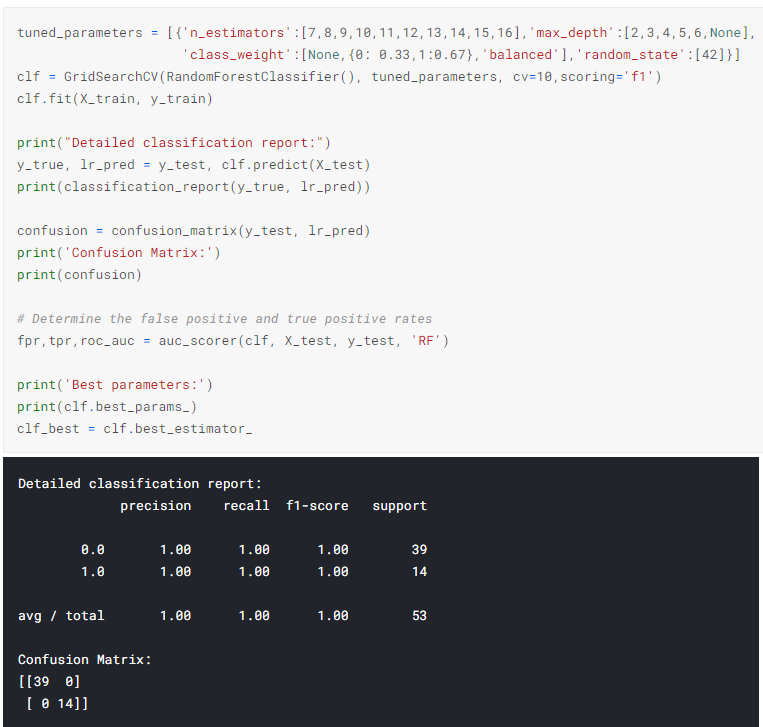 tuned_parameters = [{'n_estimators':[7,8,9,10,11,12,13,14,15,16],'max_depth':[2,3,4,5,6,None],
'class_weight':[None,{0: 0.33,1:0.67},'balanced'],'random_state':[42]}]
clf = GridSearchCV(RandomForestClassifier(), tuned_parameters, cv=10,scoring='f1')
clf.fit(X_train, y_train)
print("Detailed classification report:")
y_true, lr_pred = y_test, clf.predict(X_test)
print(classification_report(y_true, lr_pred))
confusion = confusion_matrix(y_test, lr_pred)
print('Confusion Matrix:')
print(confusion)
# Determine the false positive and true positive rates
fpr,tpr,roc_auc = auc_scorer(clf, X_test, y_test, 'RF')
print('Best parameters:')
print(clf.best_params_)
clf_best = clf.best_estimator_
Detailed classification report:
precision recall f1-score support
0.0 1.00 1.00 1.00 39
1.0 1.00 1.00 1.00 14
avg / total 1.00 1.00 1.00 53
Confusion Matrix:
[[39 0]
[ 0 14]]